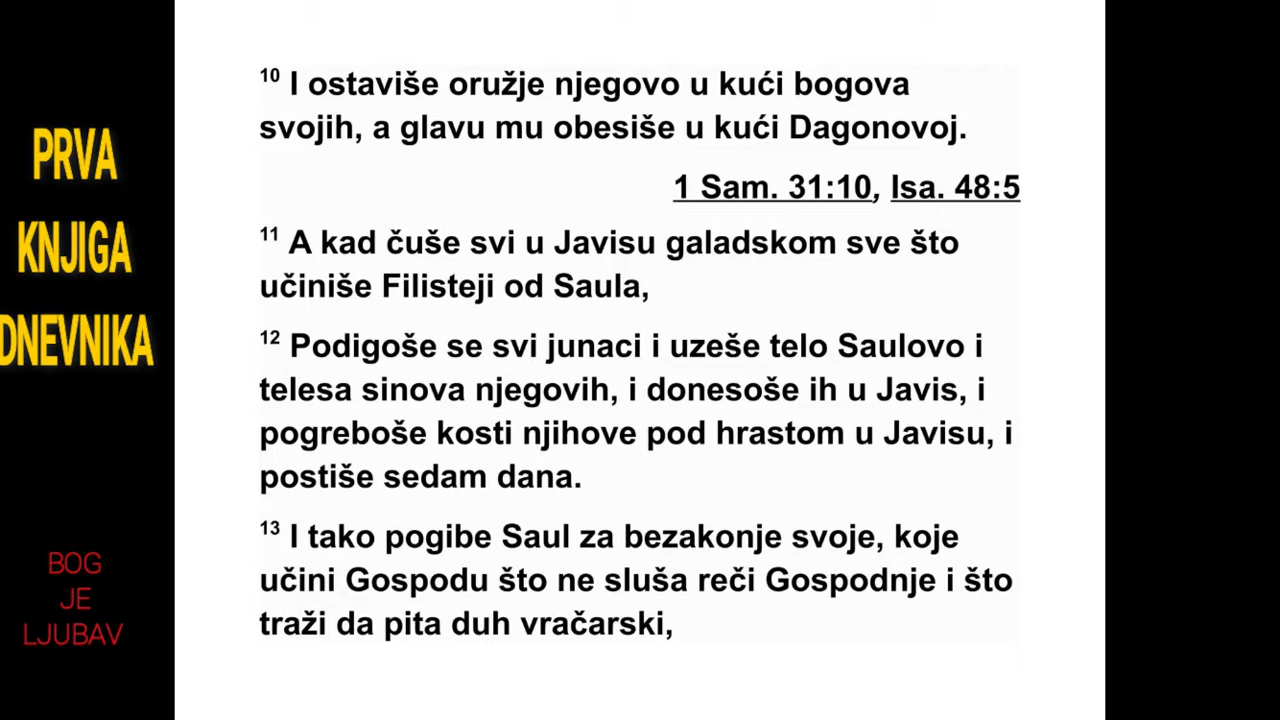 PRVA
KNJIGA
DNEVNIKA
BOG
JE
LJUBAV
10 I ostaviše oružje njegovo u kući bogova
svojih, a glavu mu obesiše u kući Dagonovoj.
1 Sam. 31:10, Isa. 48:5
11 A kad čuše svi u Javisu galadskom sve što
učiniše Filisteji od Saula,
12 Podigoše se svi junaci i uzeše telo Saulovo i
telesa sinova njegovih, i donesoše ih u Javis, i
pogreboše kosti njihove pod hrastom u Javisu, i
postiše sedam dana.
13 I tako pogibe Saul za bezakonje svoje, koje
učini Gospodu što ne sluša reči Gospodnje i što
traži da pita duh vračarski,